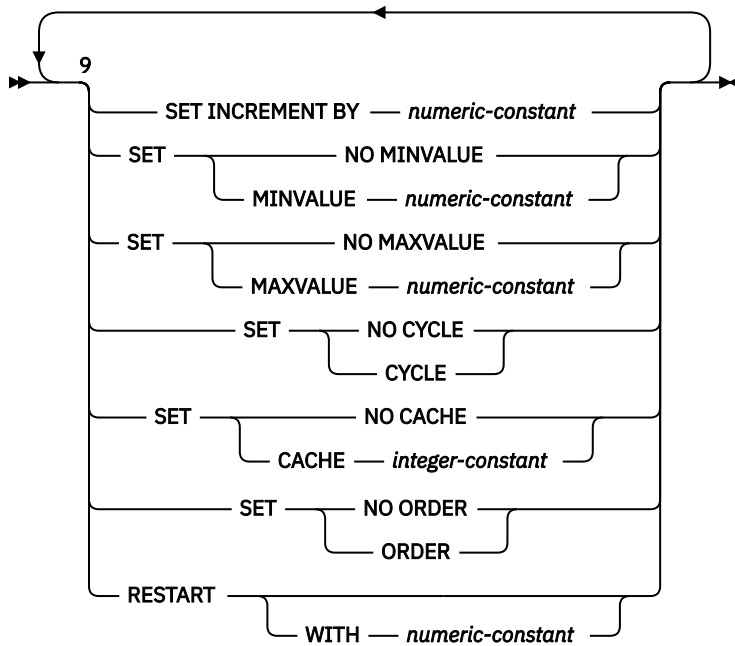 9
SET INCREMENT BY numeric-constant
SET NO MINVALUE
MINVALUE numeric-constant
SET NO MAXVALUE
MAXVALUE numeric-constant
SET NO CYCLE
CYCLE
SET NO CACHE
CACHE integer-constant
SET NO ORDER
ORDER
RESTART
WITH numeric-constant